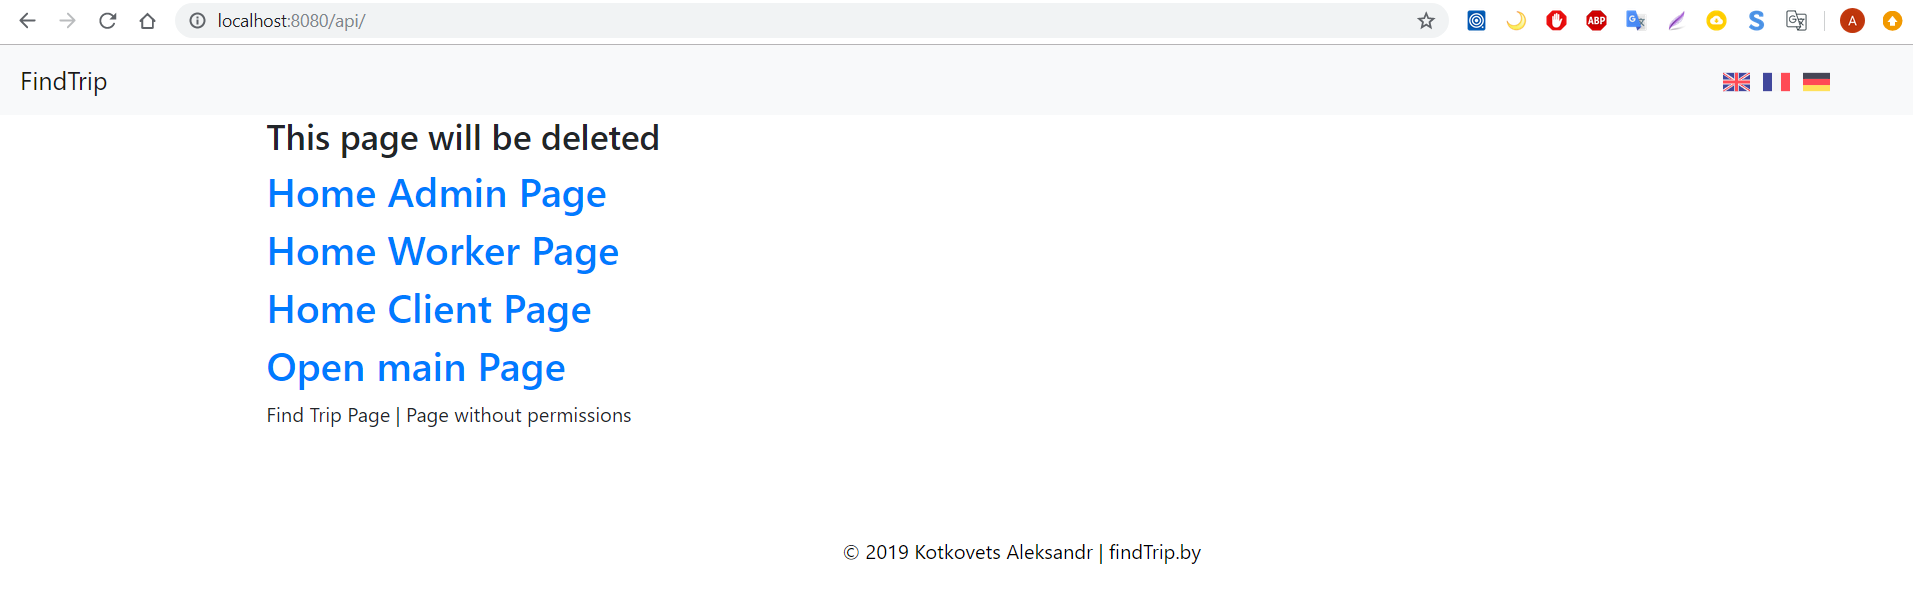 localhost:8080/api/
ABP
G
S
G
A
FindTrip
This page will be deleted
Home Admin Page
Home Worker Page
Home Client Page
Open main Page
Find Trip Page | Page without permissions
© 2019 Kotkovets Aleksandr | findTrip.by